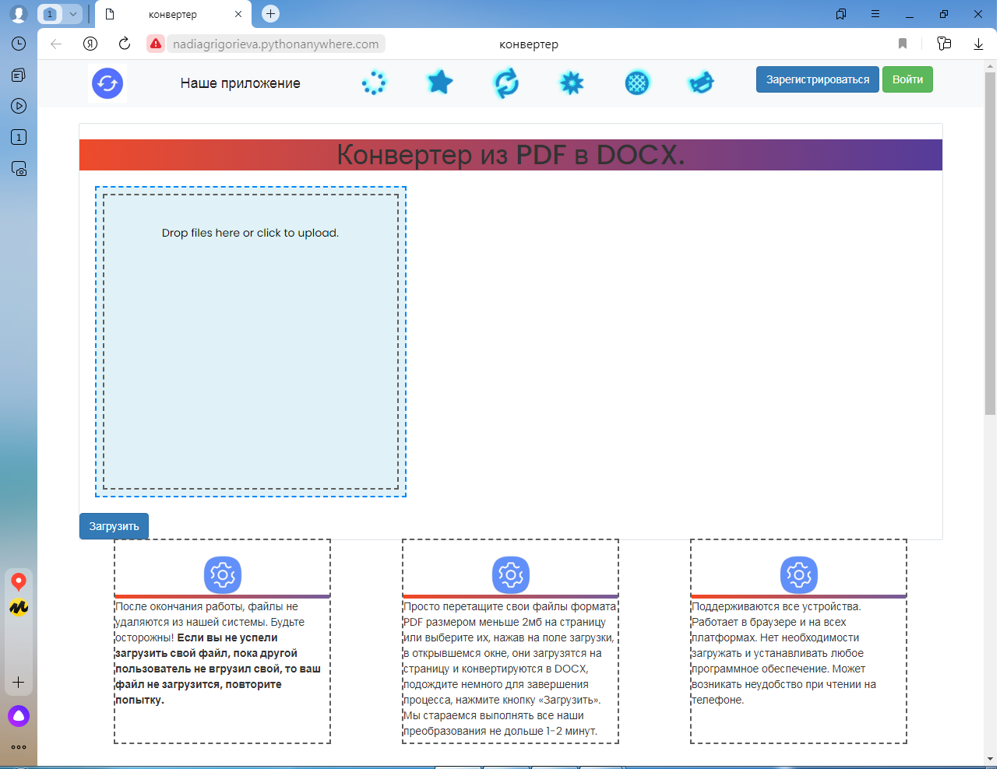 1
конвертер
nadiagrigorieva.pythonanywhere.com
конвертер
1
Наше приложение
Зарегистрироваться
Войти
Конвертер из PDF в DOCX.
Drop files here or click to upload.
Загрузить
После окончания работы, файлы не
удаляются из нашей системы. Будьте
осторожны! Если вы не успели
загрузить свой файл, пока другой
пользователь не вгрузил свой, то ваш
файл не загрузится, повторите
попытку.
Просто перетащите свои файлы формата
PDF размером меньше 2мб на страницу
или выберите их, нажав на поле загрузки,
в открывшемся окне, они загрузятся на
страницу и конвертируются в DOCX,
подождите немного для завершения
процесса, нажмите кнопку «Загрузить».
Мы стараемся выполнять все наши
преобразования не дольше 1-2 минут.
Поддерживаются все устройства.
Работает в браузере и на всех
платформах. Нет необходимости
загружать и устанавливать любое
программное обеспечение. Может
возникать неудобство при чтении на
телефоне.